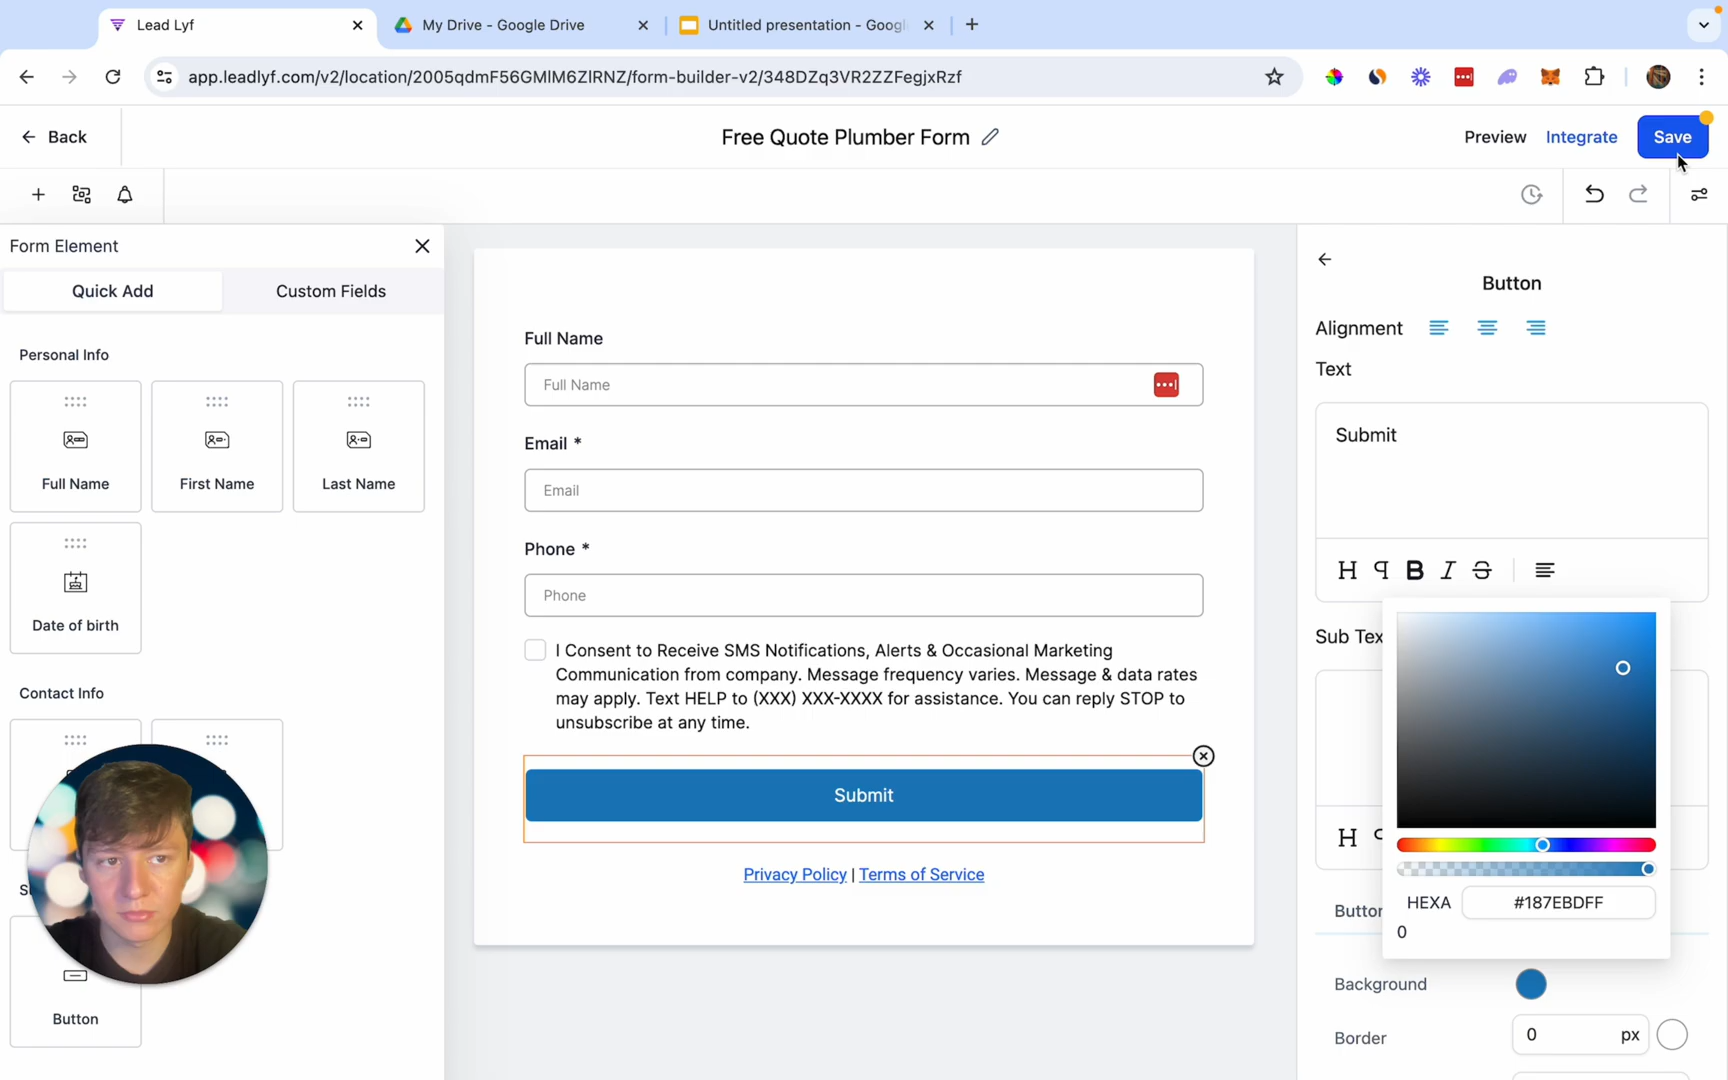 Lead Lyf
My Drive - Google Drive
Untitled presentation - Goog
app.leadlyf.com/v2/location/2005qdmF56GMlM6ZlRNZ/form-builder-v2/348DZq3VR2ZZFegjxRzf
Back
Free Quote Plumber Form
Preview
Integrate
Save
Form Element
Quick Add
Custom Fields
Personal Info
Full Name
First Name
Last Name
Date of birth
Contact Info
Button
Full Name
Full Name
Email *
Email
Phone *
Phone
I Consent to Receive SMS Notifications, Alerts & Occasional Marketing
Communication from company. Message frequency varies. Message & data rates
may apply. Text HELP to (XXX) XXX-XXXX for assistance. You can reply STOP to
unsubscribe at any time.
Submit
Privacy Policy | Terms of Service
Button
Alignment
Text
Submit
H B I S
Sub Tex
H
HEXA #187EBDFF
0
Button
Background
Border 0 px